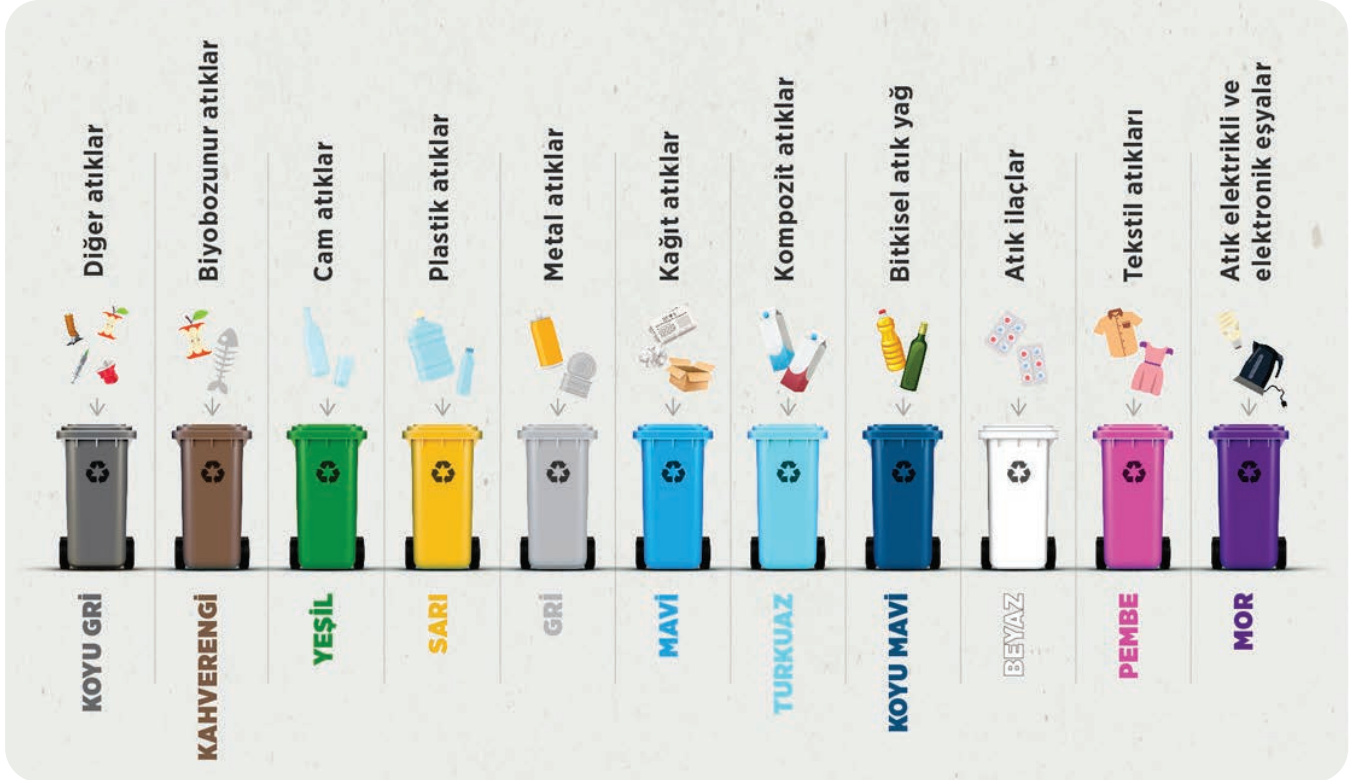 Diğer atıklar
Biyobozunur atıklar
Cam atıklar
Plastik atıklar
Metal atıklar
Kağıt atıklar
Kompozit atıklar
Bitkisel atık yağ
Atık ilaçlar
Tekstil atıkları
Atık elektrikli ve
elektronik eşyalar
KOYU GRİ
KAHVERENGİ
YEŞİL
SARI
GRİ
MAVİ
TURKUAZ
KOYU MAVİ
BEYAZ
PEMBE
MOR